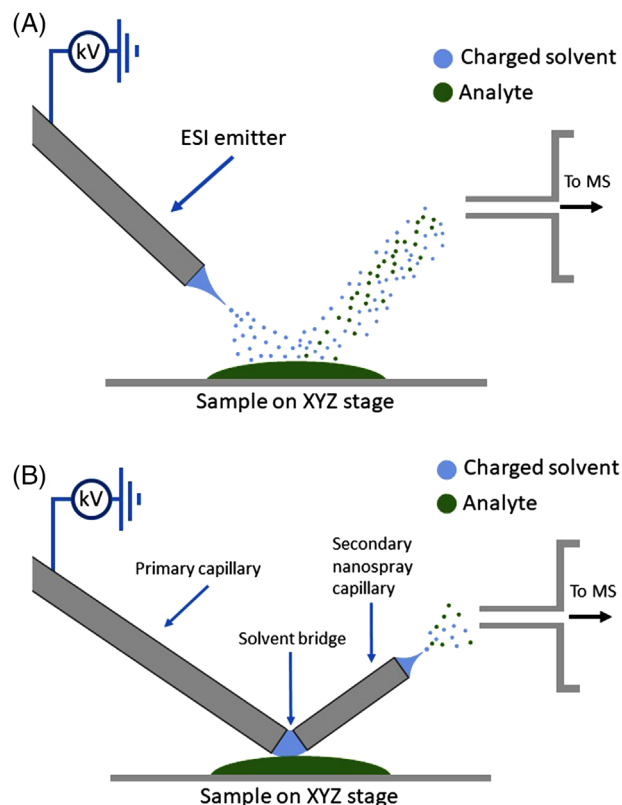 (A)
kV
Charged solvent
Analyte
ESI emitter
To MS
Sample on XYZ stage
(B)
kV
Charged solvent
Analyte
Primary capillary
Secondary
nanospray
capillary
To MS
Solvent bridge
Sample on XYZ stage